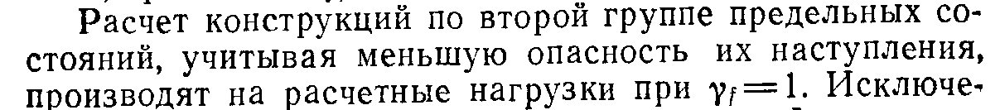 Расчет конструкций по второй группе предельных со-
стояний, учитывая меньшую опасность их наступления,
производят на расчетные нагрузки при γf=1. Исключе-